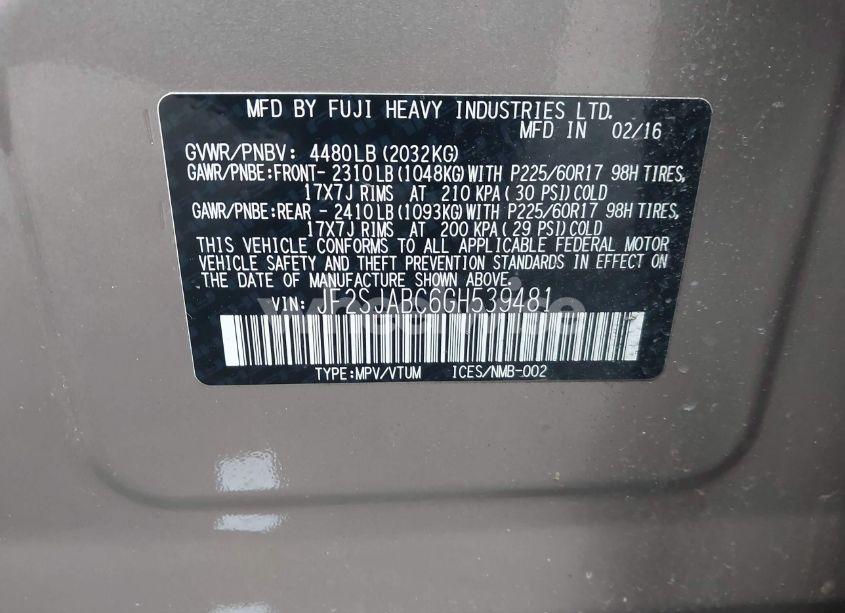 MFD BY FUJI HEAVY INDUSTRIES LTD.
MFD IN 02/16
GVWR/PNBV: 4480LB(2032KG)
GAWR/PNBE:FRONT- 2310LB(1048KG)WITH P225/60R17 98H TIRES,
17X7J RIMS AT 210 KPA( 30 PSI)COLD
GAWR/PNBE:REAR - 2410LB(1093KG)WITH P225/60R17 98H TIRES,
17X7J RIMS AT 200 KPA( 29 PSI)COLD
THIS VEHICLE CONFORMS TO ALL APPLICABLE FEDERAL MOTOR
VEHICLE SAFETY AND THEFT PREVENTION STANDARDS IN EFFECT ON
THE DATE OF MANUFACTURE SHOWN ABOVE.
VIN: JF2SJABC6GH539481
TYPE:MPV/VTUM ICES/NMB-002